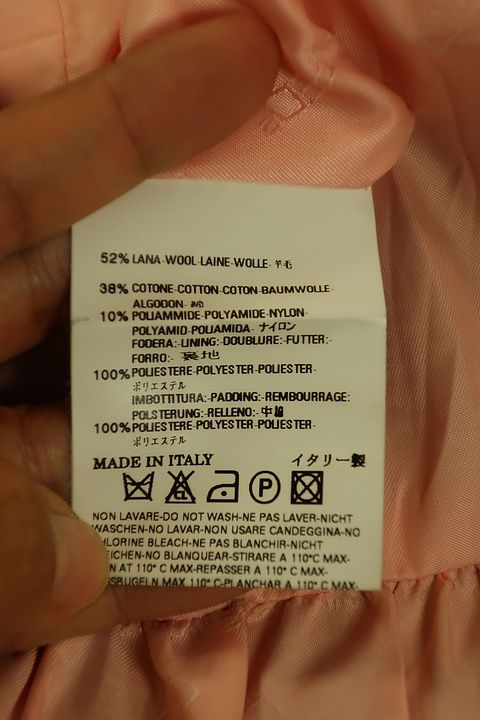 52% LANA-WOOL-LAINE-WOLLE-羊毛
38% COTONE-COTTON-COTON-BAUMWOLLE-
ALGODON-綿
10% POLIAMMIDE-POLYAMIDE-NYLON-
POLYAMID-POLIAMIDA-ナイロン
FODERA:-LINING:-DOUBLURE:-FUTTER:-
FORRO:-裏地
100% POLIESTERE-POLYESTER-POLIESTER-
ポリエステル
IMBOTTITURA:-PADDING:-REMBOURRAGE:
POLSTERUNG:-RELLENO:-中綿
100% POLIESTERE-POLYESTER-POLIESTER-
ポリエステル
MADE IN ITALY イタリー製
CL P
NON LAVARE-DO NOT WASH-NE PAS LAVER-NICHT
WASCHEN-NO LAVAR-NON USARE CANDEGGINA-NO
CHLORINE BLEACH-NE PAS BLANCHIR-NICHT
EICHEN-NO BLANQUEAR-STIRARE A 110°C MAX-
N AT 110° C MAX-REPASSER A 110° C MAX-
SSBÜGELN MAX 110° C-PLANCHAR A 110° C MAX-